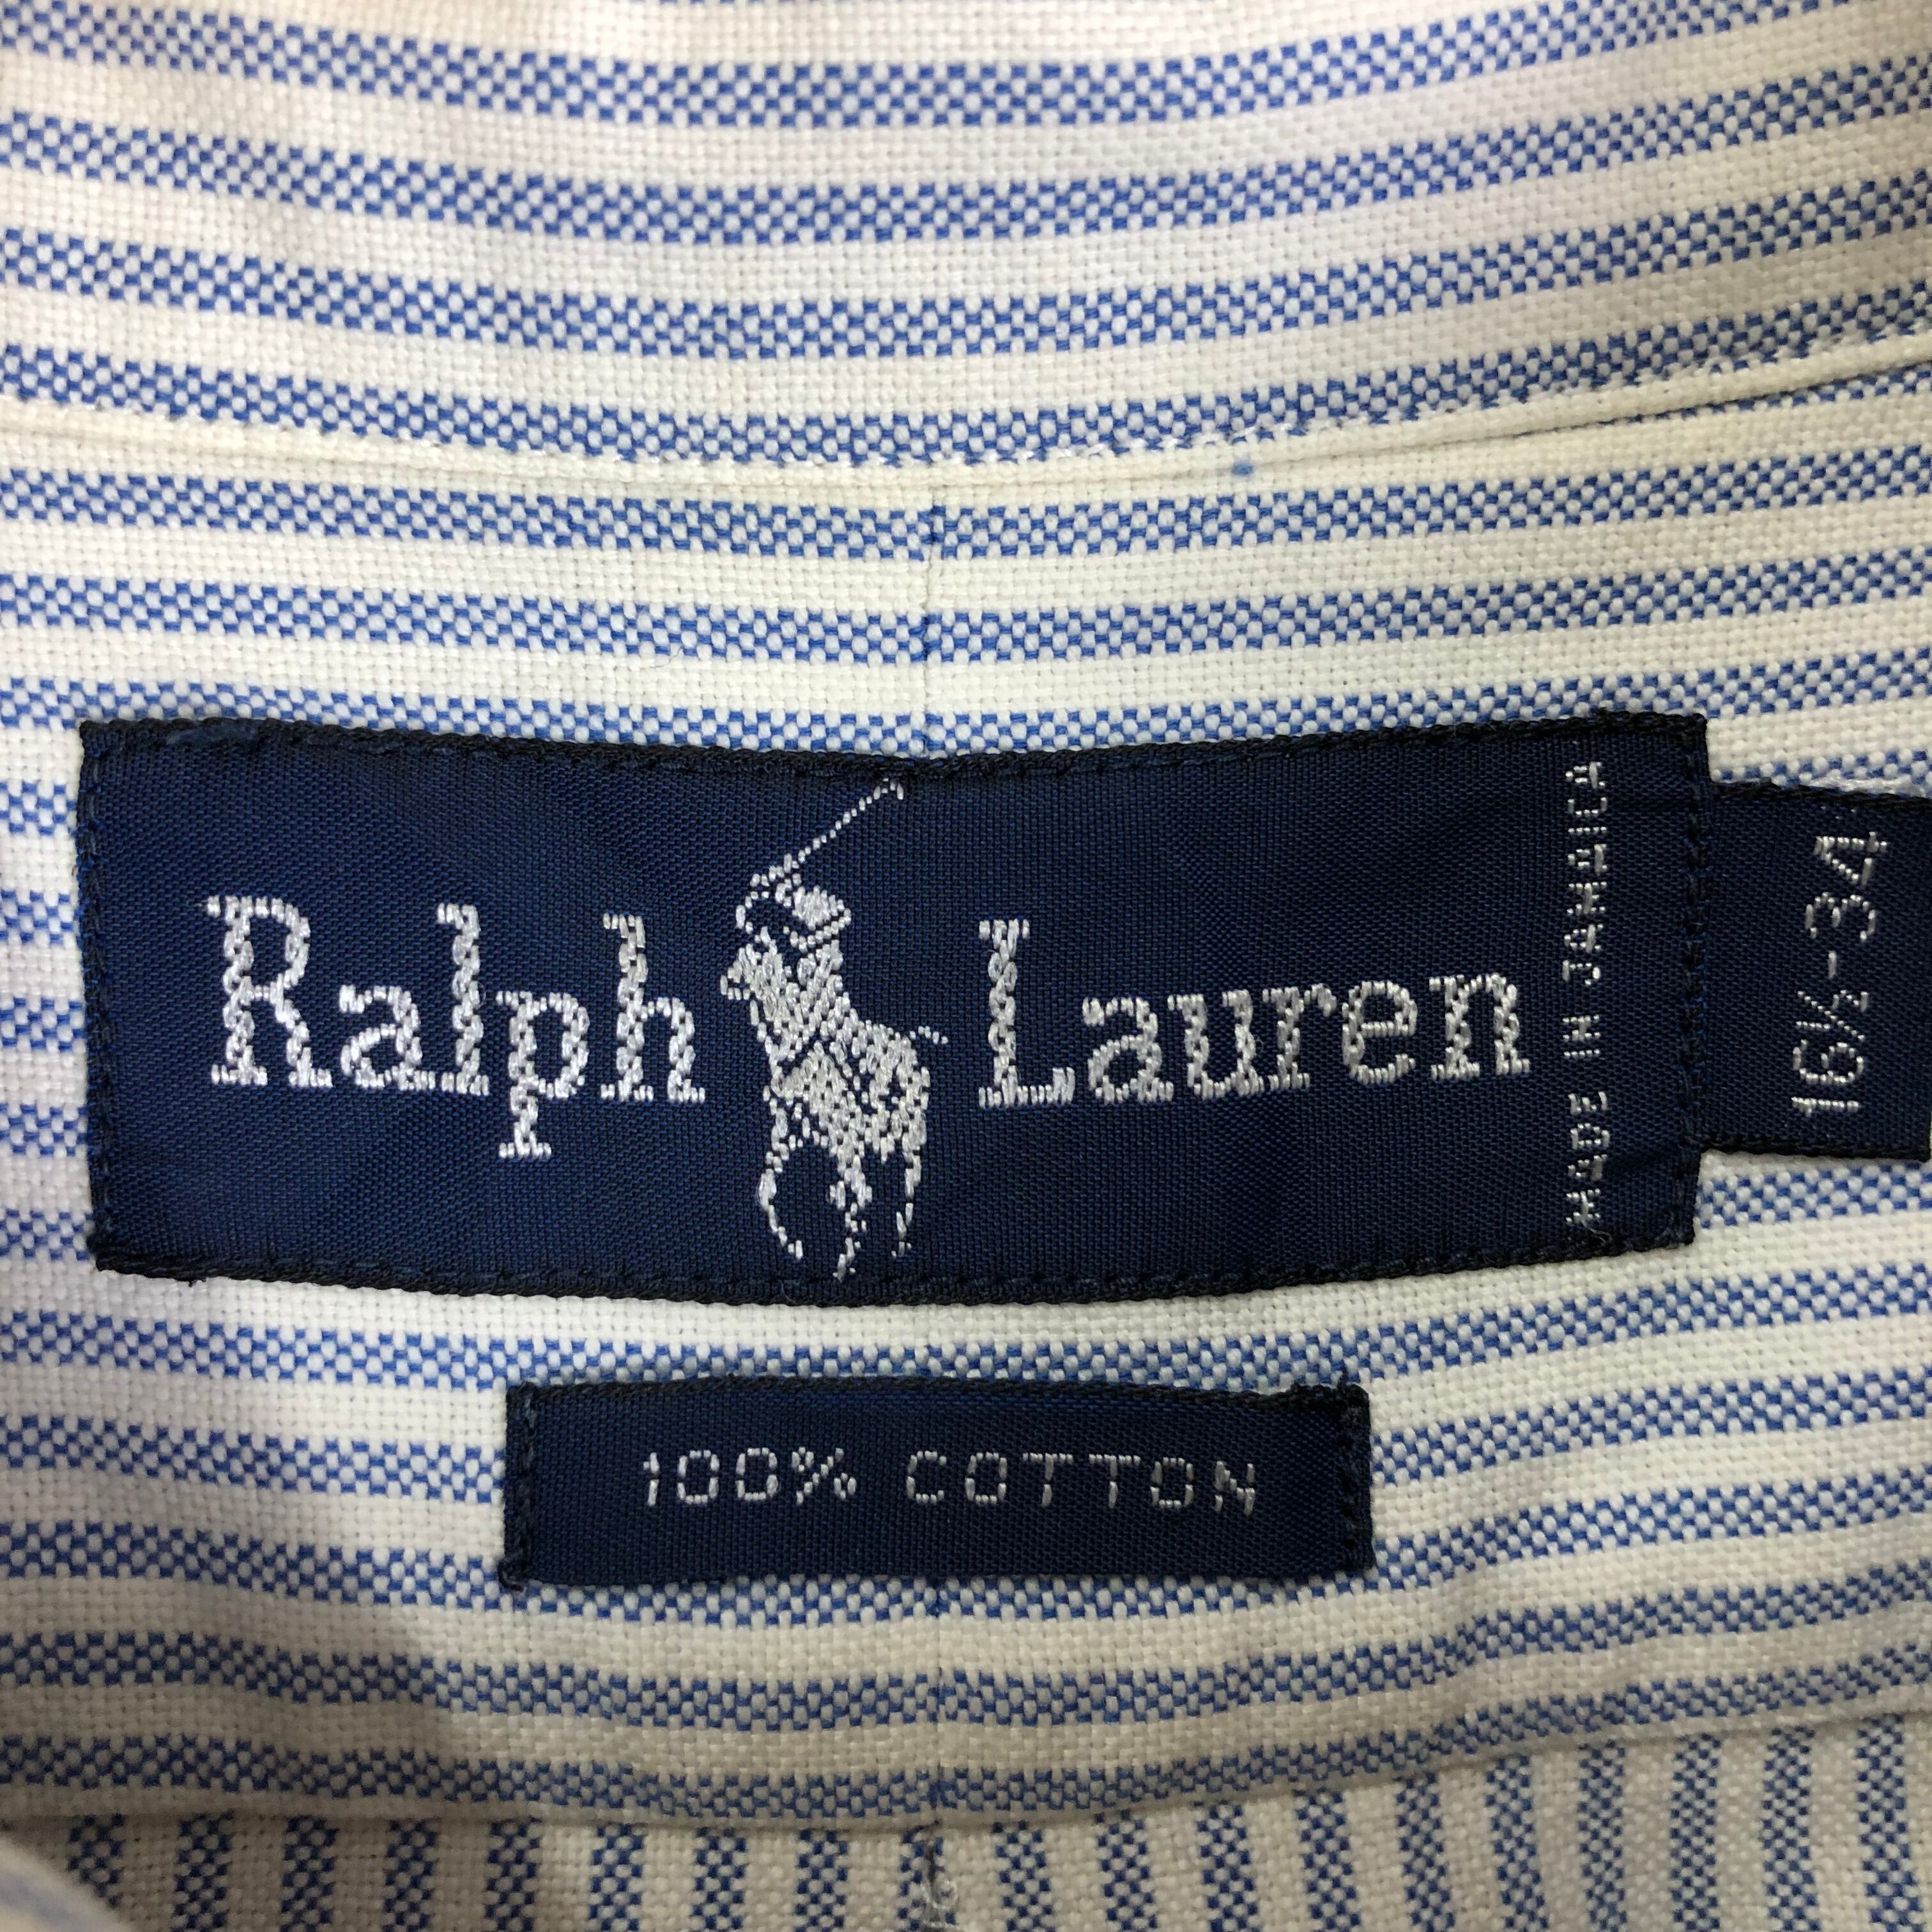 Ralph Lauren
MADE IN JAMAICA
16½-34
100% COTTON